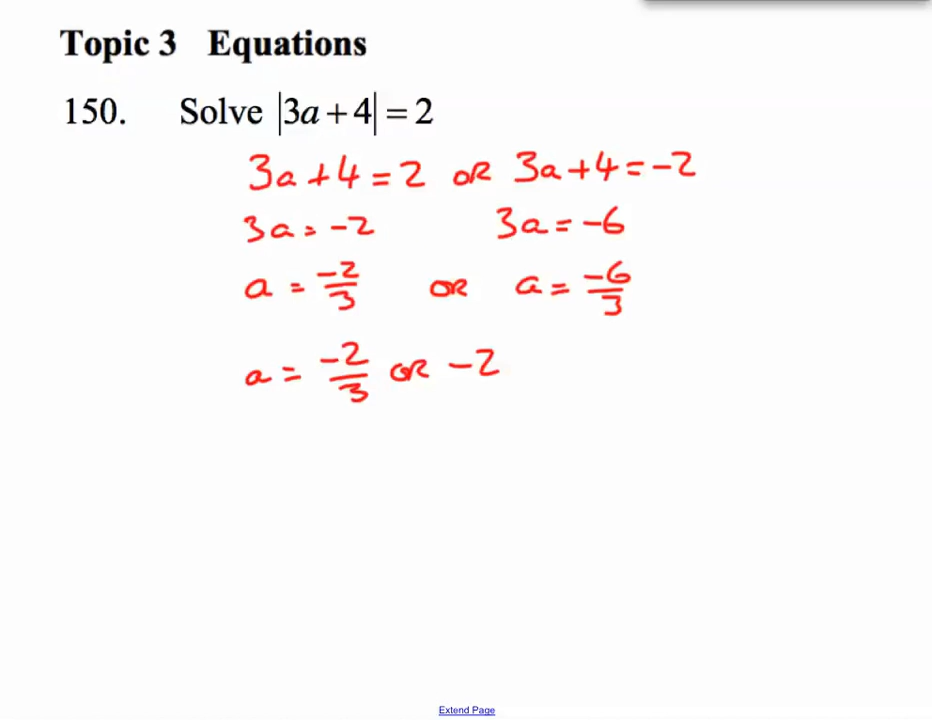 Topic 3 Equations
150. Solve |3a + 4| = 2
3a + 4 = 2 OR 3a + 4 = -2
3a = -2 3a = -6
a = -2/3 OR a = -6/3
a = -2/3 OR -2
Extend Page